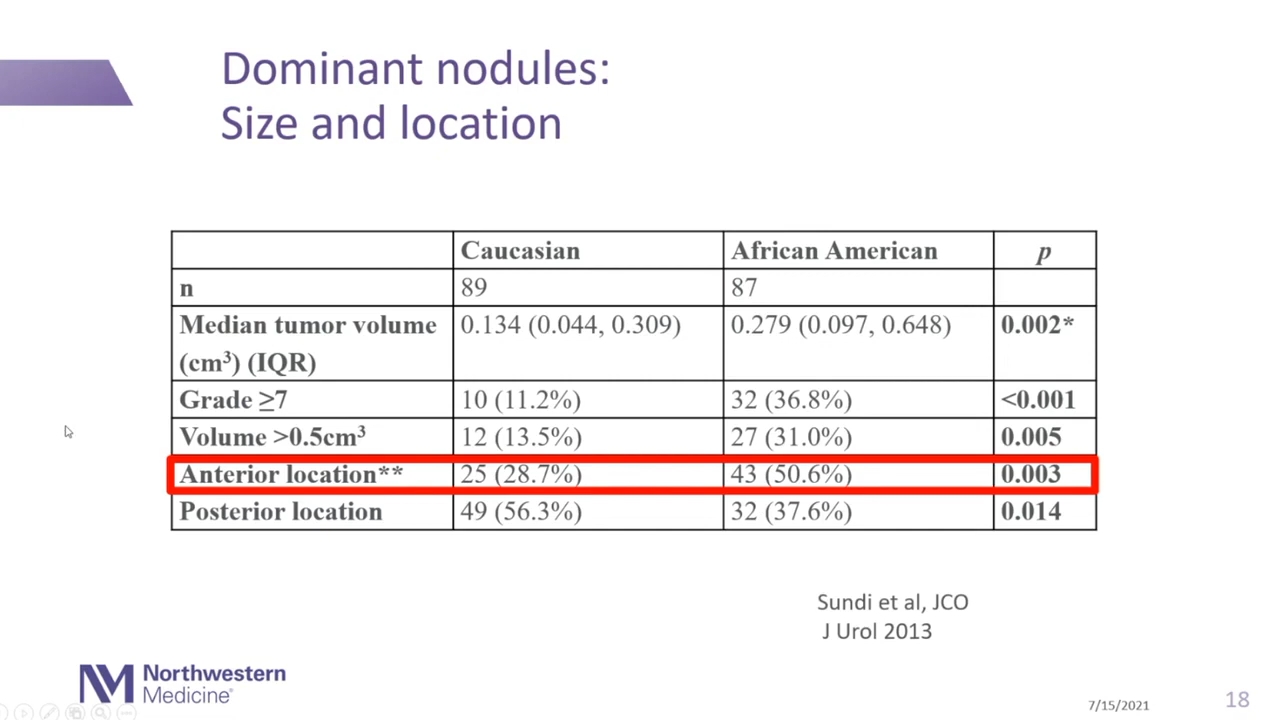 Dominant nodules:
Size and location
Caucasian African American p
n 89 87
Median tumor volume 0.134 (0.044, 0.309) 0.279 (0.097, 0.648) 0.002*
(cm³) (IQR)
Grade ≥7 10 (11.2%) 32 (36.8%) <0.001
Volume >0.5cm³ 12 (13.5%) 27 (31.0%) 0.005
Anterior location** 25 (28.7%) 43 (50.6%) 0.003
Posterior location 49 (56.3%) 32 (37.6%) 0.014
Sundi et al, JCO
J Urol 2013
NM Northwestern
Medicine®
7/15/2021 18